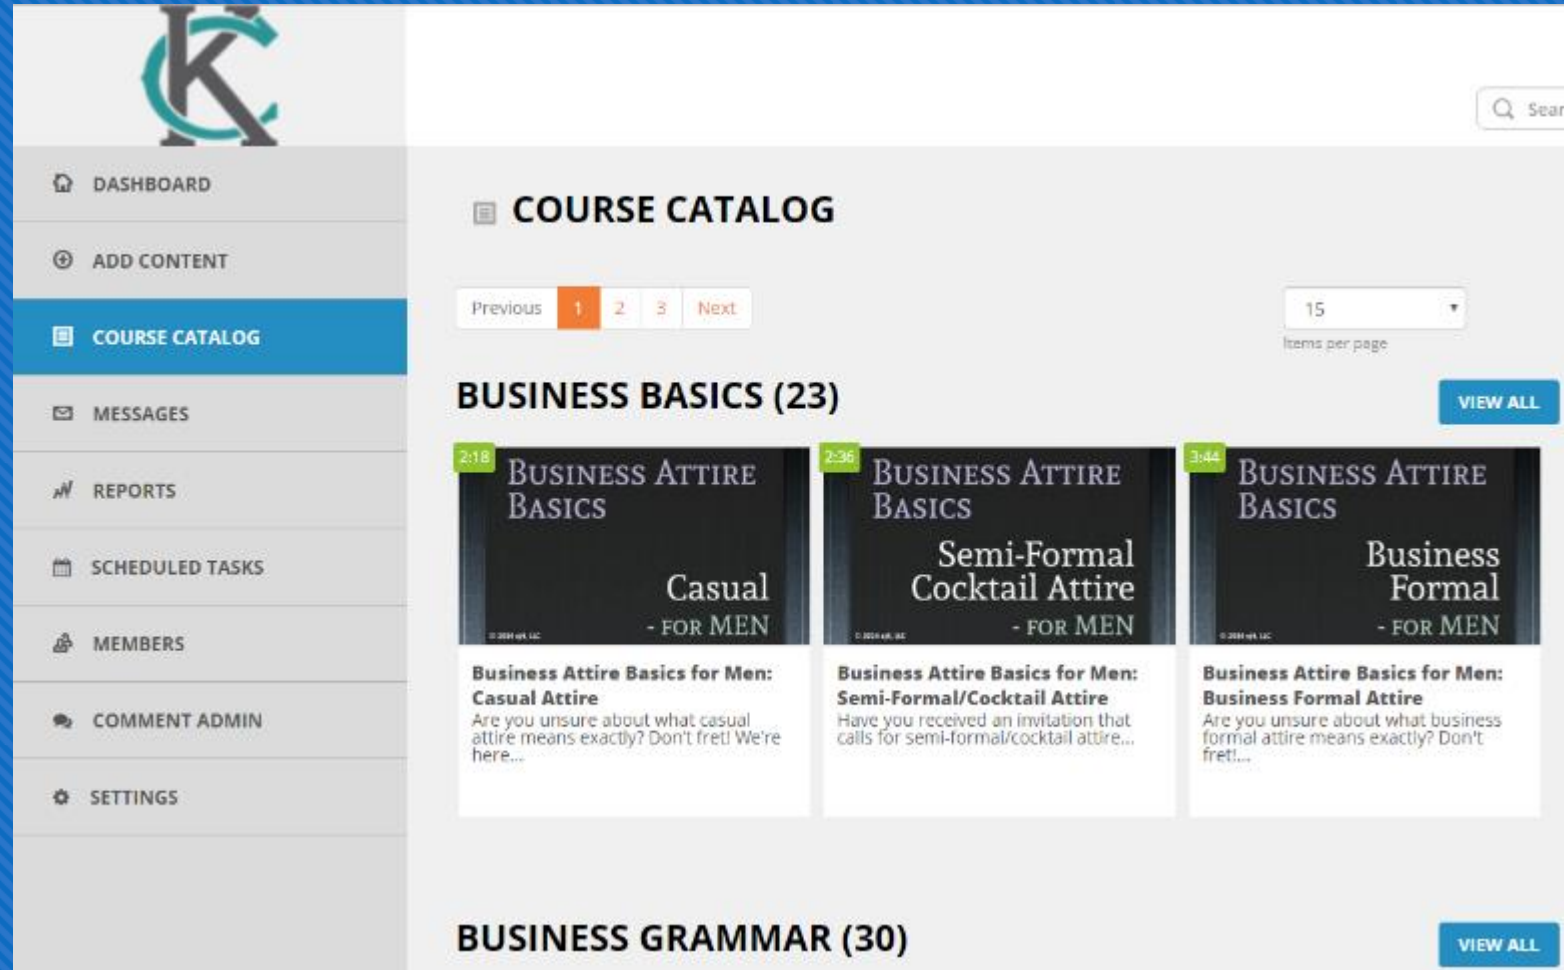 KC
Sear
DASHBOARD
ADD CONTENT
COURSE CATALOG
MESSAGES
REPORTS
SCHEDULED TASKS
MEMBERS
COMMENT ADMIN
SETTINGS
COURSE CATALOG
Previous 1 2 3 Next
15
Items per page
BUSINESS BASICS (23)
VIEW ALL
2:18
BUSINESS ATTIRE
BASICS
Casual
- FOR MEN
Business Attire Basics for Men:
Casual Attire
Are you unsure about what casual
attire means exactly? Don't fret! We're
here...
2:36
BUSINESS ATTIRE
BASICS
Semi-Formal
Cocktail Attire
- FOR MEN
Business Attire Basics for Men:
Semi-Formal/Cocktail Attire
Have you received an invitation that
calls for semi-formal/cocktail attire...
3:44
BUSINESS ATTIRE
BASICS
Business
Formal
- FOR MEN
Business Attire Basics for Men:
Business Formal Attire
Are you unsure about what business
formal attire means exactly? Don't
fret!...
BUSINESS GRAMMAR (30)
VIEW ALL